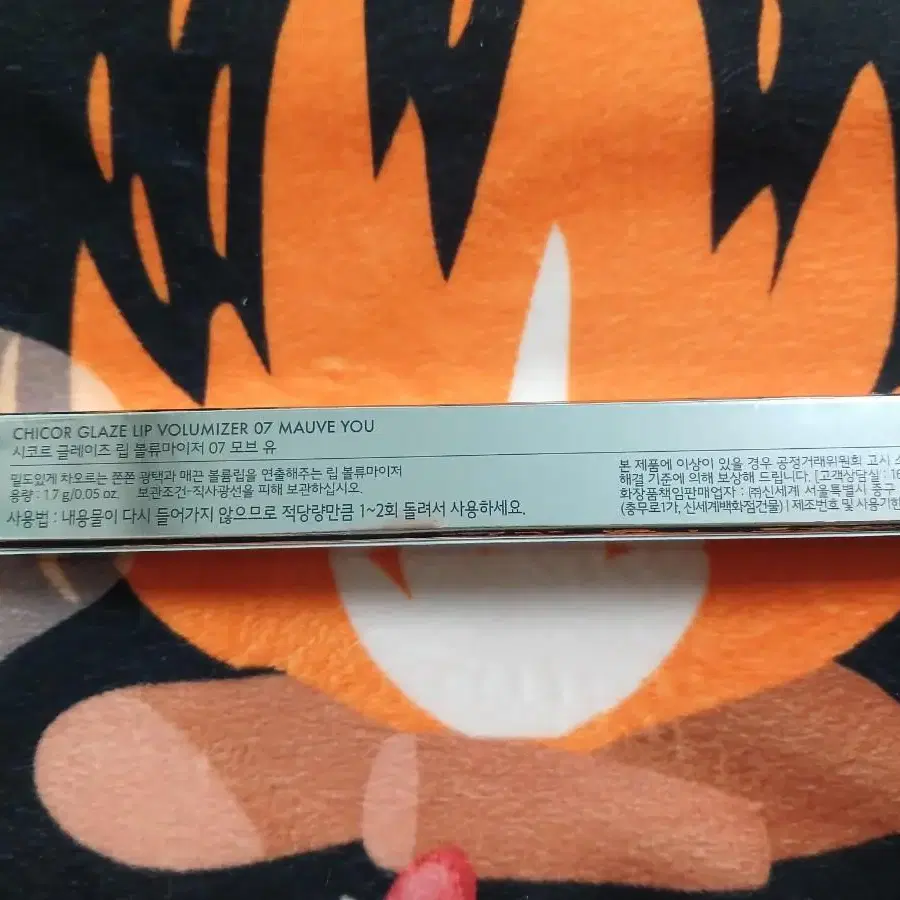 CHICOR GLAZE LIP VOLUMIZER 07 MAUVE YOU
시코르 글레이즈 립 볼류마이저 07 모브 유
밀도있게 차오르는 쫀쫀 광택과 매끈 볼륨립을 연출해주는 립 볼류마이저
용량 : 1.7 g/0.05 oz. 보관조건-직사광선을 피해 보관하십시오.
사용법 : 내용물이 다시 들어가지 않으므로 적당량만큼 1~2회 돌려서 사용하세요.
본 제품에 이상이 있을 경우 공정거래위원회 고시
해결 기준에 의해 보상해 드립니다. [고객상담실 : 16
화장품책임판매업자 : ㈜신세계 서울특별시 중구
(충무로1가, 신세계백화점건물) | 제조번호 및 사용기한